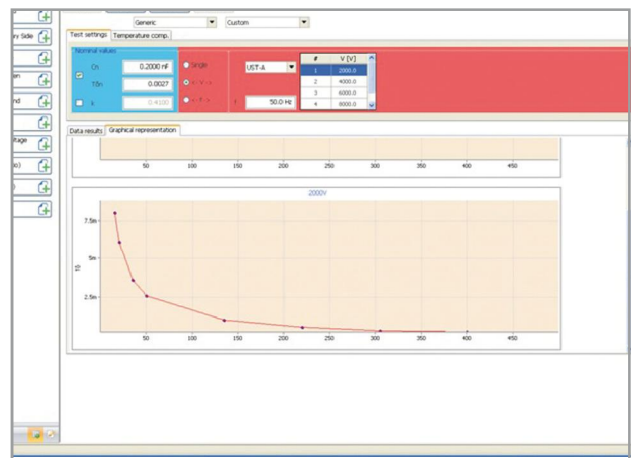 Generic
Custom
ry Side
Test settings
Temperature comp.
Nominal values
Cn
0.2000 nF
Single
UST-A
#
V [V]
1
2000.0
Tδn
0.0027
2
4000.0
3
6000.0
50.0 Hz
4
8000.0
Data results
Graphical representation
50
100
150
200
250
300
350
400
450
2000V
7.5m
5m
2.5m
50
100
150
200
250
300
350
400
450